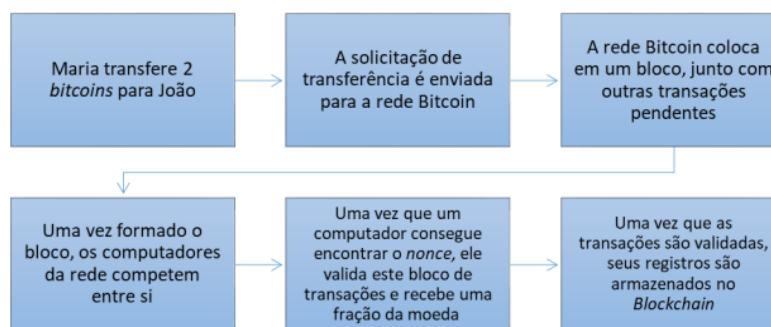 Maria transfere 2
bitcoins para João
A solicitação de
transferência é enviada
para a rede Bitcoin
A rede Bitcoin coloca
em um bloco, junto com
outras transações
pendentes
Uma vez formado o
bloco, os computadores
da rede competem
entre si
Uma vez que um
computador consegue
encontrar o nonce, ele
valida este bloco de
transações e recebe uma
fração da moeda
Uma vez que as
transações são validadas,
seus registros são
armazenados no
Blockchain